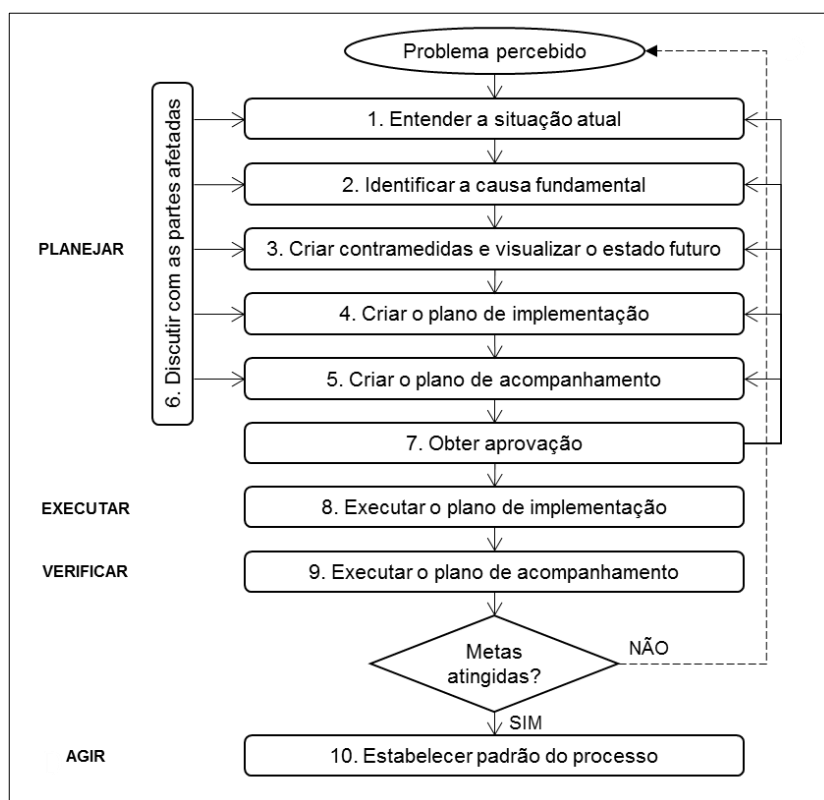 Problema percebido
1. Entender a situação atual
2. Identificar a causa fundamental
PLANEJAR
6. Discutir com as partes afetadas
3. Criar contramedidas e visualizar o estado futuro
4. Criar o plano de implementação
5. Criar o plano de acompanhamento
7. Obter aprovação
EXECUTAR
8. Executar o plano de implementação
VERIFICAR
9. Executar o plano de acompanhamento
Metas
atingidas?
NÃO
SIM
AGIR
10. Estabelecer padrão do processo